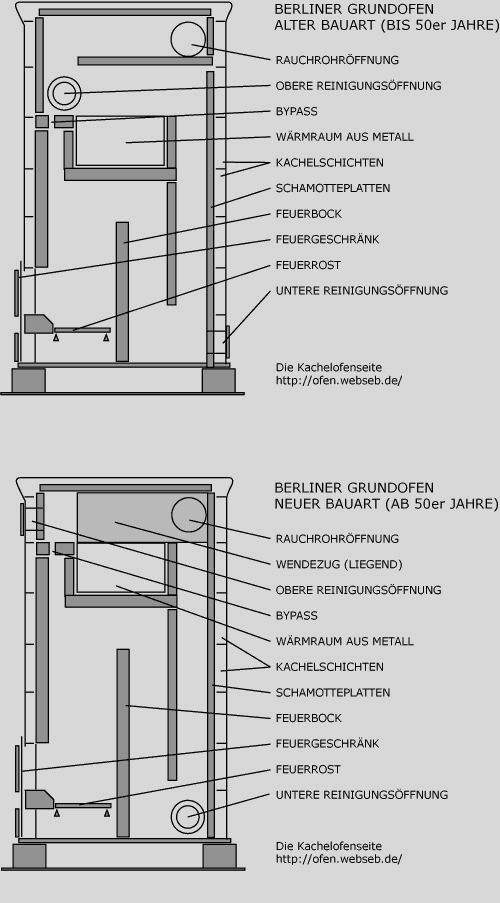 BERLINER GRUNDOFEN
ALTER BAUART (BIS 50er JAHRE)
RAUCHROHRÖFFNUNG
OBERE REINIGUNGSÖFFNUNG
BYPASS
WÄRMRAUM AUS METALL
KACHELSCHICHTEN
SCHAMOTTEPLATTEN
FEUERBOCK
FEUERGESCHRÄNK
FEUERROST
UNTERE REINIGUNGSÖFFNUNG
Die Kachelofenseite
http://ofen.webseb.de/
BERLINER GRUNDOFEN
NEUER BAUART (AB 50er JAHRE)
RAUCHROHRÖFFNUNG
WENDEZUG (LIEGEND)
OBERE REINIGUNGSÖFFNUNG
BYPASS
WÄRMRAUM AUS METALL
KACHELSCHICHTEN
SCHAMOTTEPLATTEN
FEUERBOCK
FEUERGESCHRÄNK
FEUERROST
UNTERE REINIGUNGSÖFFNUNG
Die Kachelofenseite
http://ofen.webseb.de/